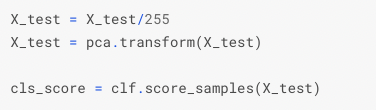 X_test = X_test/255
X_test = pca.transform(X_test)
cls_score = clf.score_samples(X_test)